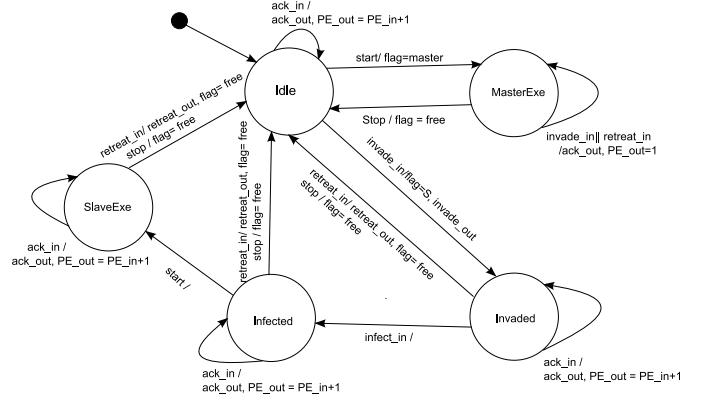 ack_in /
ack_out, PE_out = PE_in+1
Idle
start/ flag=master
MasterExe
Stop / flag = free
invade_in|| retreat_in
/ack_out, PE_out=1
retreat_in/ retreat_out, flag= free
stop / flag= free
invade_in/flag=S, invade_out
retreat_in/ retreat_out, flag= free
stop / flag= free
retreat_in/ retreat_out, flag= free
stop / flag= free
SlaveExe
ack_in /
ack_out, PE_out = PE_in+1
start /
Infected
infect_in /
Invaded
ack_in /
ack_out, PE_out = PE_in+1
ack_in /
ack_out, PE_out = PE_in+1